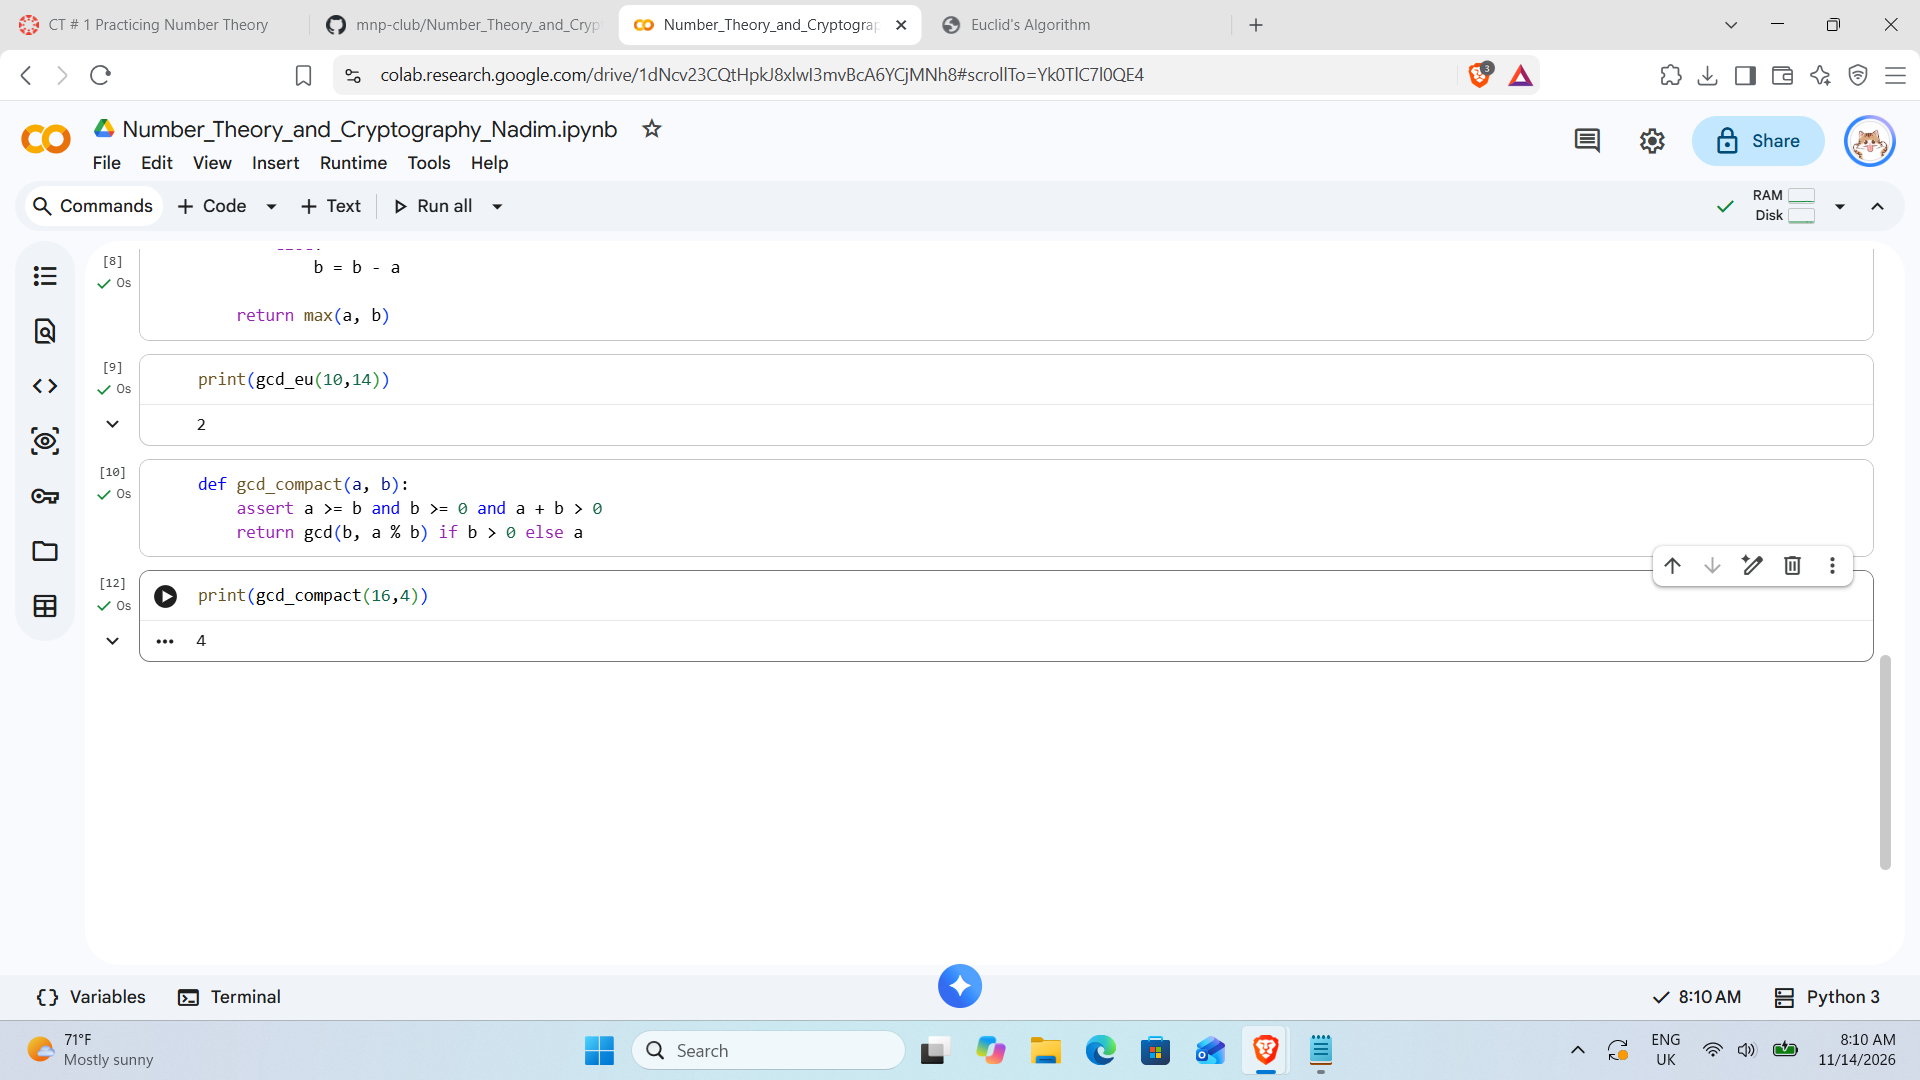 CT # 1 Practicing Number Theory
mnp-club/Number_Theory_and_Cryp
Number_Theory_and_Cryptograp
Euclid's Algorithm
colab.research.google.com/drive/1dNcv23CQtHpkJ8xlwI3mvBcA6YCjMNh8#scrollTo=Yk0TlC7l0QE4
3
Number_Theory_and_Cryptography_Nadim.ipynb
File Edit View Insert Runtime Tools Help
Share
Commands + Code + Text Run all
RAM
Disk
[8]
0s
b = b - a
return max(a, b)
[9]
0s
print(gcd_eu(10,14))
2
[10]
0s
def gcd_compact(a, b):
assert a >= b and b >= 0 and a + b > 0
return gcd(b, a % b) if b > 0 else a
[12]
0s
print(gcd_compact(16,4))
4
Variables Terminal
8:10 AM Python 3
71°F
Mostly sunny
Search
ENG
UK
8:10 AM
11/14/2026